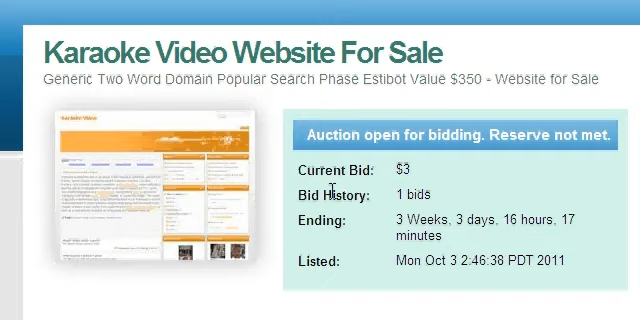 Karaoke Video Website For Sale
Generic Two Word Domain Popular Search Phase Estibot Value $350 - Website for Sale
Karaoke Video
Auction open for bidding. Reserve not met.
Current Bid: $3
Bid History: 1 bids
Ending: 3 Weeks, 3 days, 16 hours, 17
minutes
Listed: Mon Oct 3 2:46:38 PDT 2011